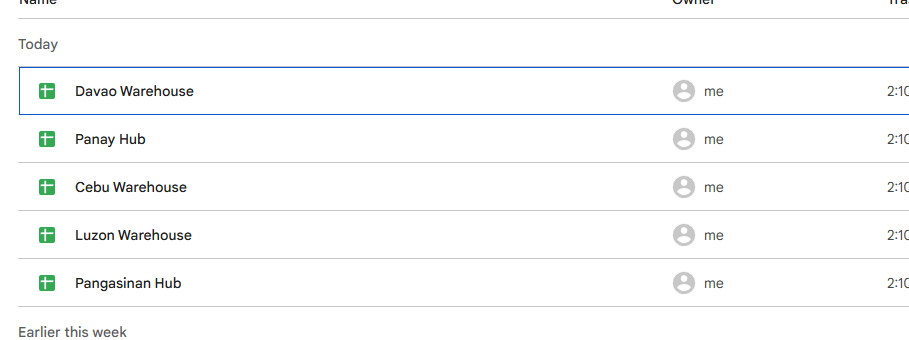 Name Owner
Today
Davao Warehouse me 2:10
Panay Hub me 2:10
Cebu Warehouse me 2:10
Luzon Warehouse me 2:10
Pangasinan Hub me 2:10
Earlier this week